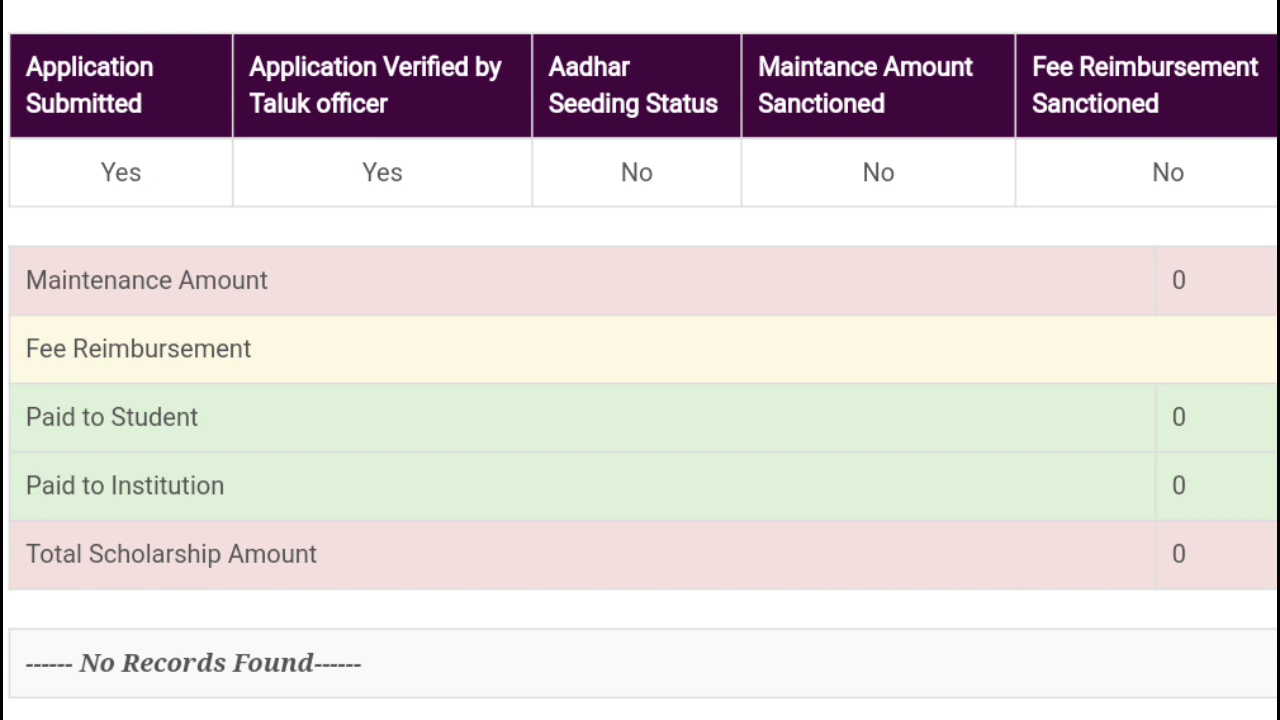 Application Submitted
Application Verified by Taluk officer
Aadhar Seeding Status
Maintance Amount Sanctioned
Fee Reimbursement Sanctioned
Yes
Yes
No
No
No
Maintenance Amount 0
Fee Reimbursement
Paid to Student 0
Paid to Institution 0
Total Scholarship Amount 0
------ No Records Found------